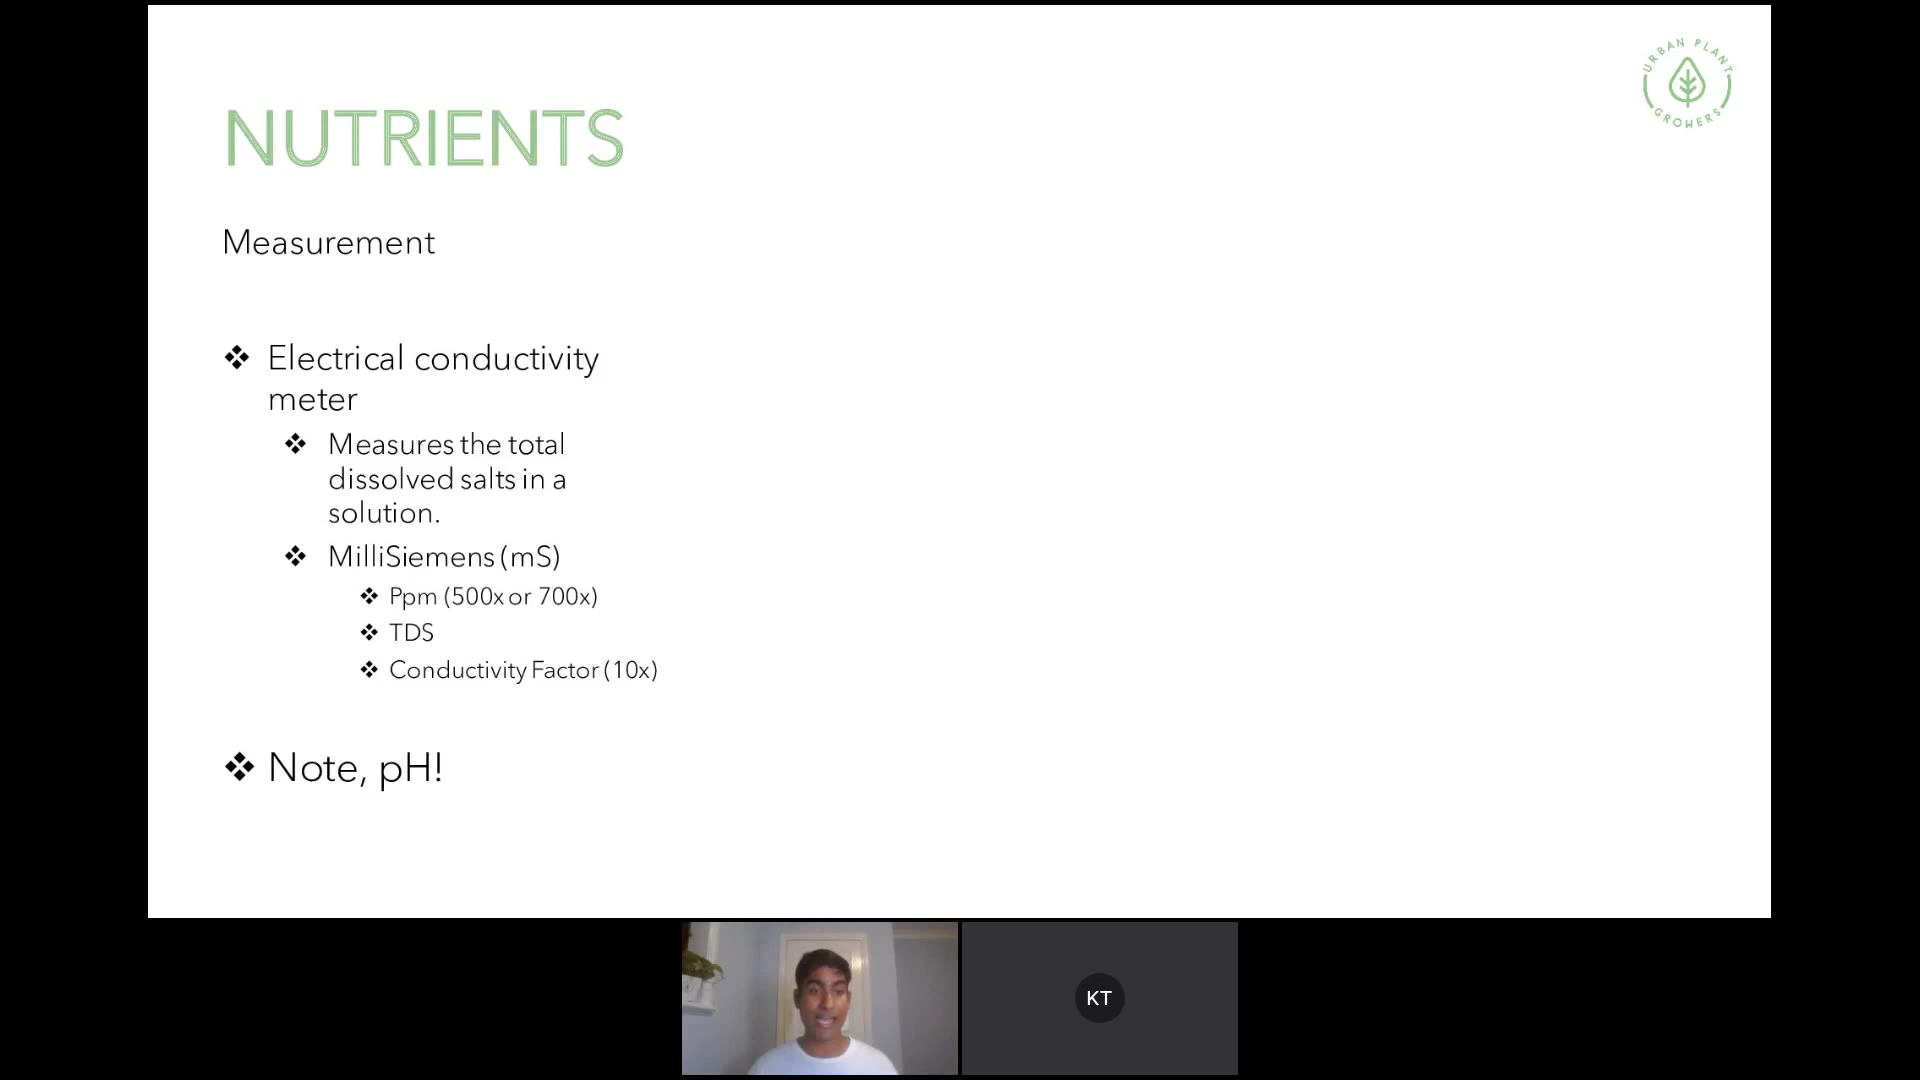 URBAN PLANT
GROWERS
NUTRIENTS
Measurement
❖ Electrical conductivity
meter
❖ Measures the total
dissolved salts in a
solution.
❖ MilliSiemens (mS)
❖ Ppm (500x or 700x)
❖ TDS
❖ Conductivity Factor (10x)
❖ Note, pH!
KT